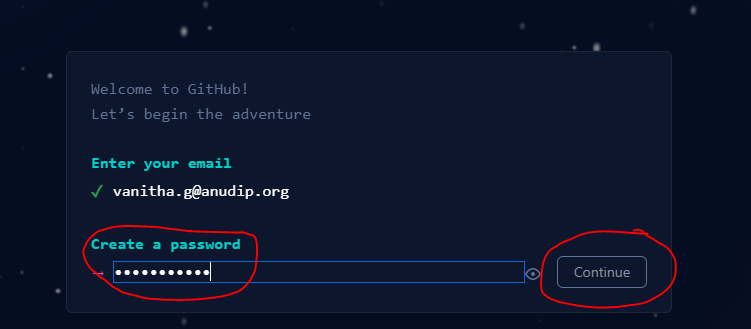 Welcome to GitHub!
Let’s begin the adventure
Enter your email
✓ vanitha.g@anudip.org
Create a password
→ ●●●●●●●●●●● Continue